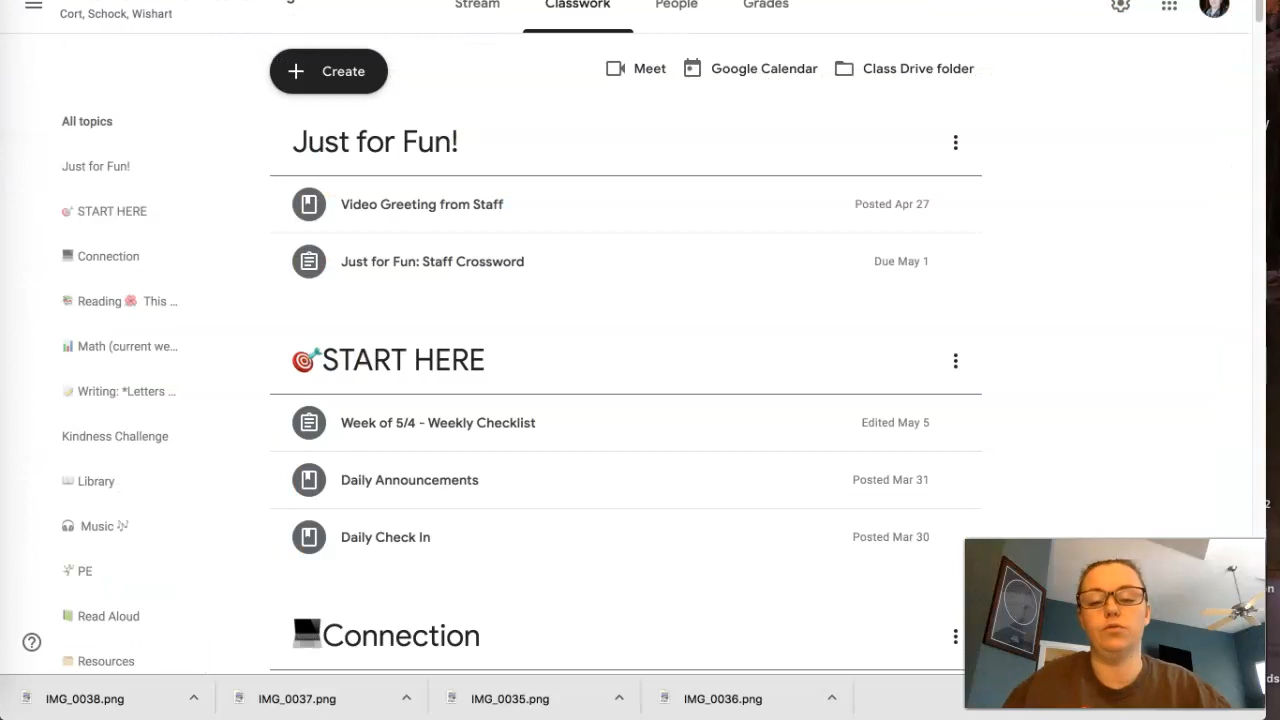 Cort, Schock, Wishart
Stream
Classwork
People
Grades
Create
Meet
Google Calendar
Class Drive folder
All topics
Just for Fun!
START HERE
Connection
Reading 🌺 This ...
Math (current we...
Writing: *Letters ...
Kindness Challenge
Library
Music
PE
Read Aloud
Resources
Just for Fun!
Video Greeting from Staff
Posted Apr 27
Just for Fun: Staff Crossword
Due May 1
START HERE
Week of 5/4 - Weekly Checklist
Edited May 5
Daily Announcements
Posted Mar 31
Daily Check In
Posted Mar 30
Connection
IMG_0038.png
IMG_0037.png
IMG_0035.png
IMG_0036.png